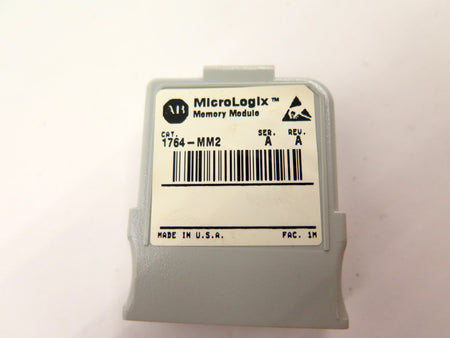 AB MicroLogix™
Memory Module
CAT. SER. REV.
1764-MM2 A A
MADE IN U.S.A. FAC. 1M